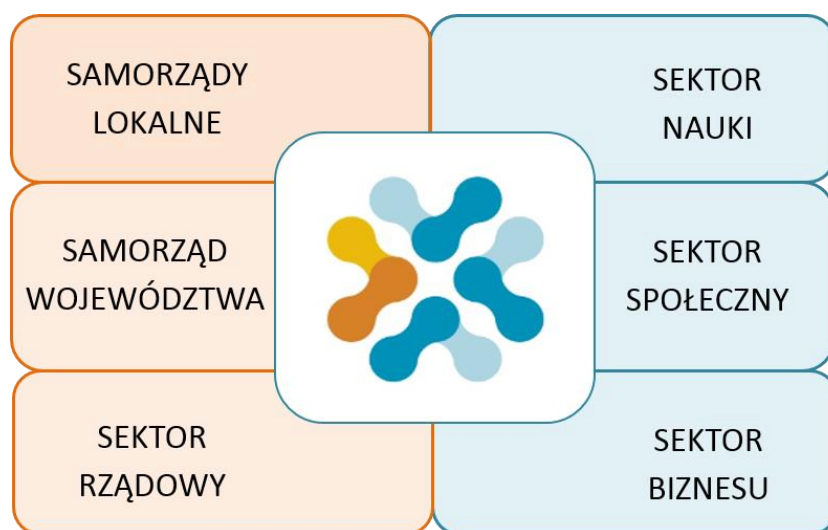 SAMORZĄDY
LOKALNE
SEKTOR
NAUKI
SAMORZĄD
WOJEWÓDZTWA
SEKTOR
SPOŁECZNY
SEKTOR
RZĄDOWY
SEKTOR
BIZNESU